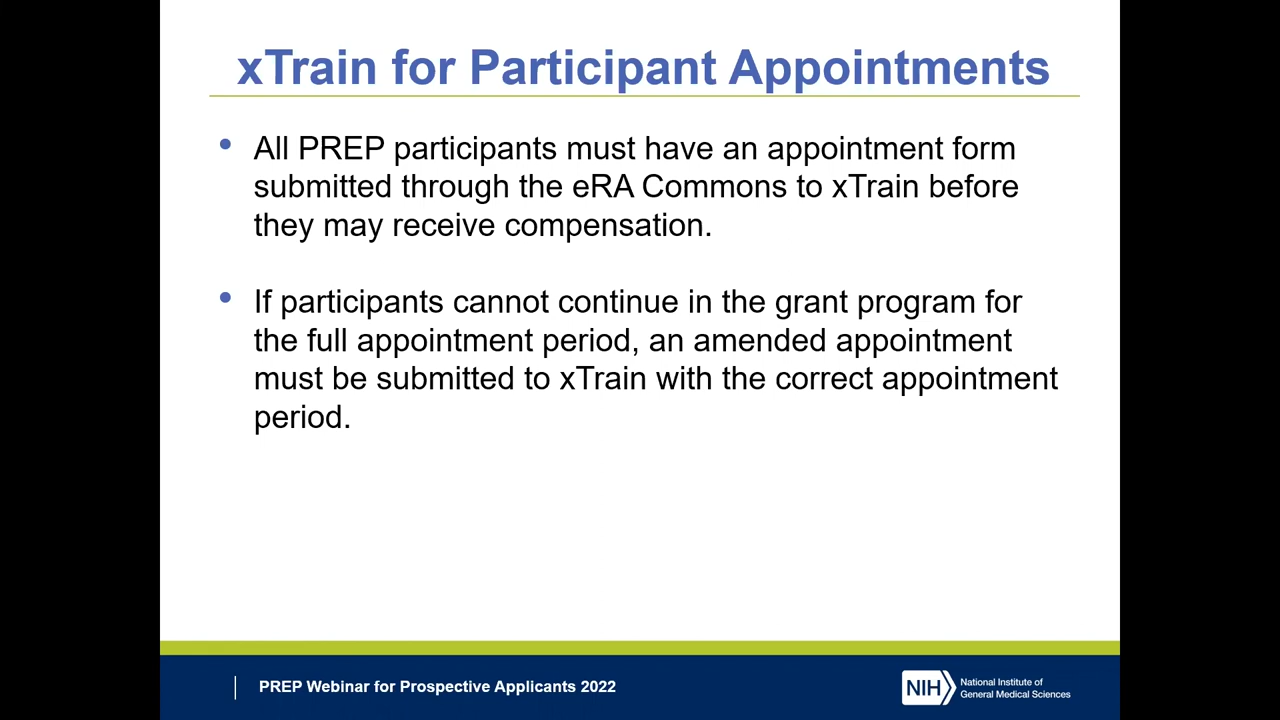 xTrain for Participant Appointments
• All PREP participants must have an appointment form
submitted through the eRA Commons to xTrain before
they may receive compensation.
• If participants cannot continue in the grant program for
the full appointment period, an amended appointment
must be submitted to xTrain with the correct appointment
period.
PREP Webinar for Prospective Applicants 2022
NIH
National Institute of
General Medical Sciences